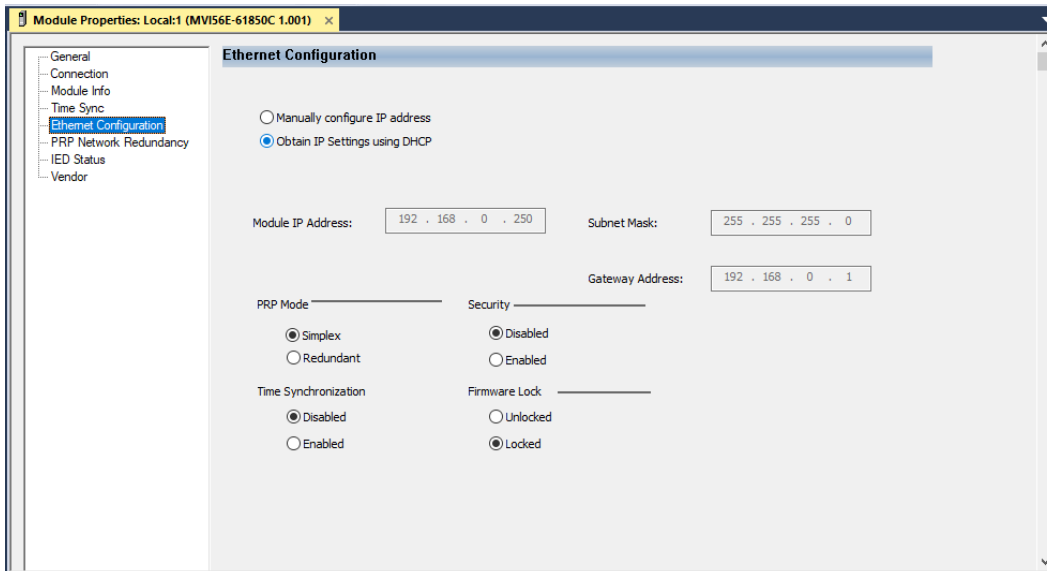 Module Properties: Local:1 (MVI56E-61850C 1.001) ×
General
Connection
Module Info
Time Sync
Ethernet Configuration
PRP Network Redundancy
IED Status
Vendor
Ethernet Configuration
Manually configure IP address
Obtain IP Settings using DHCP
Module IP Address: 192 . 168 . 0 . 250 Subnet Mask: 255 . 255 . 255 . 0
Gateway Address: 192 . 168 . 0 . 1
PRP Mode Security
Simplex Disabled
Redundant Enabled
Time Synchronization Firmware Lock
Disabled Unlocked
Enabled Locked